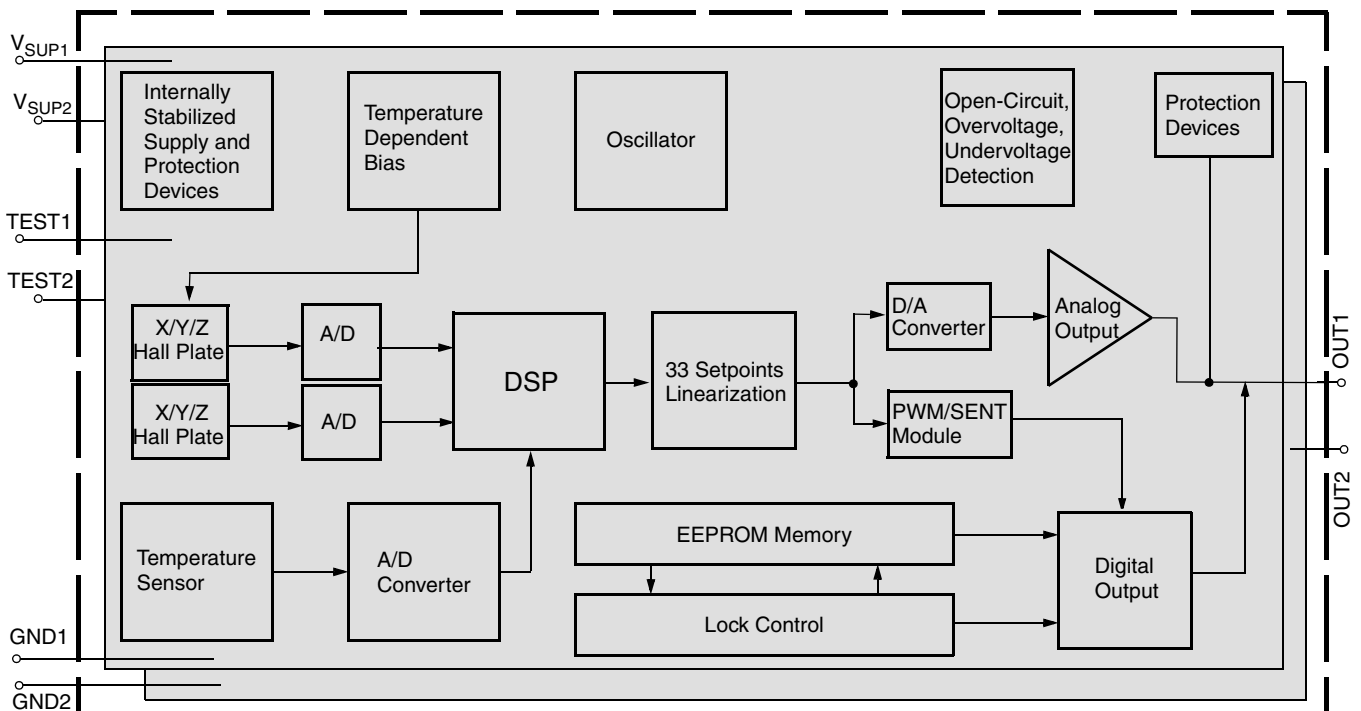 VSUP1
VSUP2
TEST1
TEST2
GND1
GND2
Internally
Stabilized
Supply and
Protection
Devices
Temperature
Dependent
Bias
Oscillator
Open-Circuit,
Overvoltage,
Undervoltage
Detection
Protection
Devices
X/Y/Z
Hall Plate
A/D
X/Y/Z
Hall Plate
A/D
DSP
33 Setpoints
Linearization
D/A
Converter
Analog
Output
PWM/SENT
Module
OUT1
OUT2
Temperature
Sensor
A/D
Converter
EEPROM Memory
Lock Control
Digital
Output